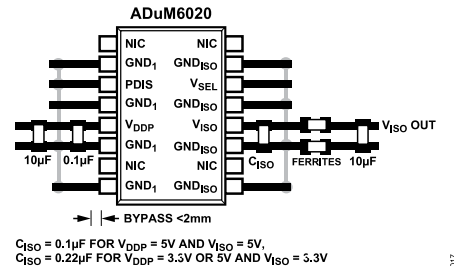 ADuM6020
NIC NIC
GND1 GNDISO
PDIS VSEL
GND1 GNDISO
VDDP VISO VISO OUT
GND1 GNDISO
10µF 0.1µF CISO FERRITES 10µF
NIC NIC
GND1 GNDISO
BYPASS <2mm
CISO = 0.1µF FOR VDDP = 5V AND VISO = 5V,
CISO = 0.22µF FOR VDDP = 3.3V OR 5V AND VISO = 3.3V